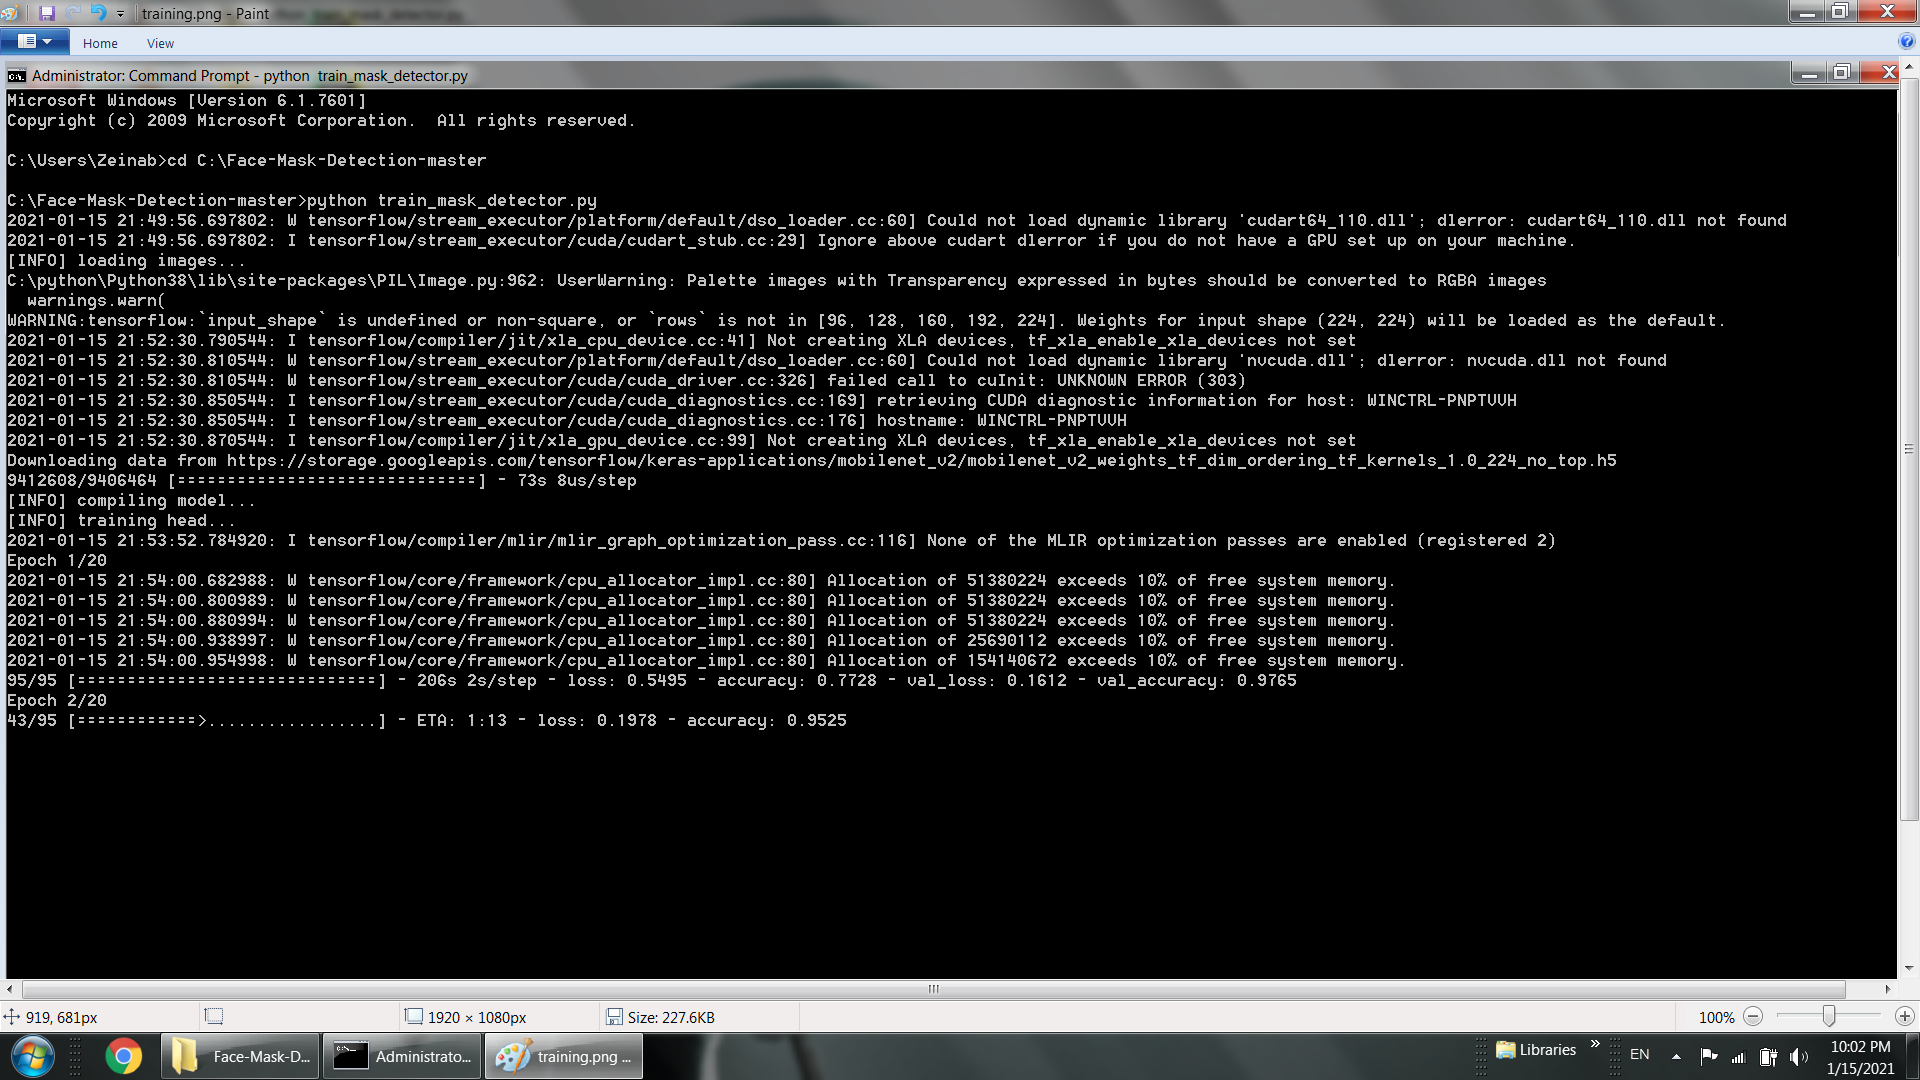 training.png - Paint
Home View
Administrator: Command Prompt - python  train_mask_detector.py
Microsoft Windows [Version 6.1.7601]
Copyright (c) 2009 Microsoft Corporation.  All rights reserved.
C:\Users\Zeinab>cd C:\Face-Mask-Detection-master
C:\Face-Mask-Detection-master>python train_mask_detector.py
2021-01-15 21:49:56.697802: W tensorflow/stream_executor/platform/default/dso_loader.cc:60] Could not load dynamic library 'cudart64_110.dll'; dlerror: cudart64_110.dll not found
2021-01-15 21:49:56.697802: I tensorflow/stream_executor/cuda/cudart_stub.cc:29] Ignore above cudart dlerror if you do not have a GPU set up on your machine.
[INFO] loading images...
C:\python\Python38\lib\site-packages\PIL\Image.py:962: UserWarning: Palette images with Transparency expressed in bytes should be converted to RGBA images
  warnings.warn(
WARNING:tensorflow:`input_shape` is undefined or non-square, or `rows` is not in [96, 128, 160, 192, 224]. Weights for input shape (224, 224) will be loaded as the default.
2021-01-15 21:52:30.790544: I tensorflow/compiler/jit/xla_cpu_device.cc:41] Not creating XLA devices, tf_xla_enable_xla_devices not set
2021-01-15 21:52:30.810544: W tensorflow/stream_executor/platform/default/dso_loader.cc:60] Could not load dynamic library 'nvcuda.dll'; dlerror: nvcuda.dll not found
2021-01-15 21:52:30.810544: W tensorflow/stream_executor/cuda/cuda_driver.cc:326] failed call to cuInit: UNKNOWN ERROR (303)
2021-01-15 21:52:30.850544: I tensorflow/stream_executor/cuda/cuda_diagnostics.cc:169] retrieving CUDA diagnostic information for host: WINCTRL-PNPTVVH
2021-01-15 21:52:30.850544: I tensorflow/stream_executor/cuda/cuda_diagnostics.cc:176] hostname: WINCTRL-PNPTVVH
2021-01-15 21:52:30.870544: I tensorflow/compiler/jit/xla_gpu_device.cc:99] Not creating XLA devices, tf_xla_enable_xla_devices not set
Downloading data from https://storage.googleapis.com/tensorflow/keras-applications/mobilenet_v2/mobilenet_v2_weights_tf_dim_ordering_tf_kernels_1.0_224_no_top.h5
9412608/9406464 [==============================] - 73s 8us/step
[INFO] compiling model...
[INFO] training head...
2021-01-15 21:53:52.784920: I tensorflow/compiler/mlir/mlir_graph_optimization_pass.cc:116] None of the MLIR optimization passes are enabled (registered 2)
Epoch 1/20
2021-01-15 21:54:00.682988: W tensorflow/core/framework/cpu_allocator_impl.cc:80] Allocation of 51380224 exceeds 10% of free system memory.
2021-01-15 21:54:00.800989: W tensorflow/core/framework/cpu_allocator_impl.cc:80] Allocation of 51380224 exceeds 10% of free system memory.
2021-01-15 21:54:00.880994: W tensorflow/core/framework/cpu_allocator_impl.cc:80] Allocation of 51380224 exceeds 10% of free system memory.
2021-01-15 21:54:00.938997: W tensorflow/core/framework/cpu_allocator_impl.cc:80] Allocation of 25690112 exceeds 10% of free system memory.
2021-01-15 21:54:00.954998: W tensorflow/core/framework/cpu_allocator_impl.cc:80] Allocation of 154140672 exceeds 10% of free system memory.
95/95 [==============================] - 206s 2s/step - loss: 0.5495 - accuracy: 0.7728 - val_loss: 0.1612 - val_accuracy: 0.9765
Epoch 2/20
43/95 [============>.................] - ETA: 1:13 - loss: 0.1978 - accuracy: 0.9525
919, 681px 1920 × 1080px Size: 227.6KB 100%
Face-Mask-D... Administrato... training.png ... Libraries » EN 10:02 PM
1/15/2021